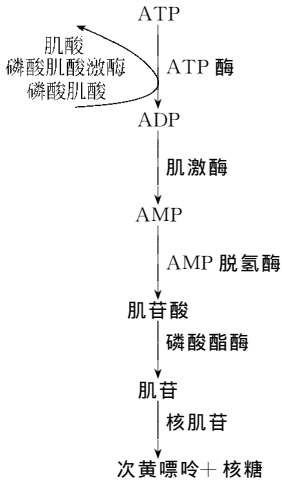 ATP
肌酸
磷酸肌酸激酶
磷酸肌酸
ATP 酶
ADP
肌激酶
AMP
AMP 脱氢酶
肌苷酸
磷酸酯酶
肌苷
核肌苷
次黄嘌呤＋核糖